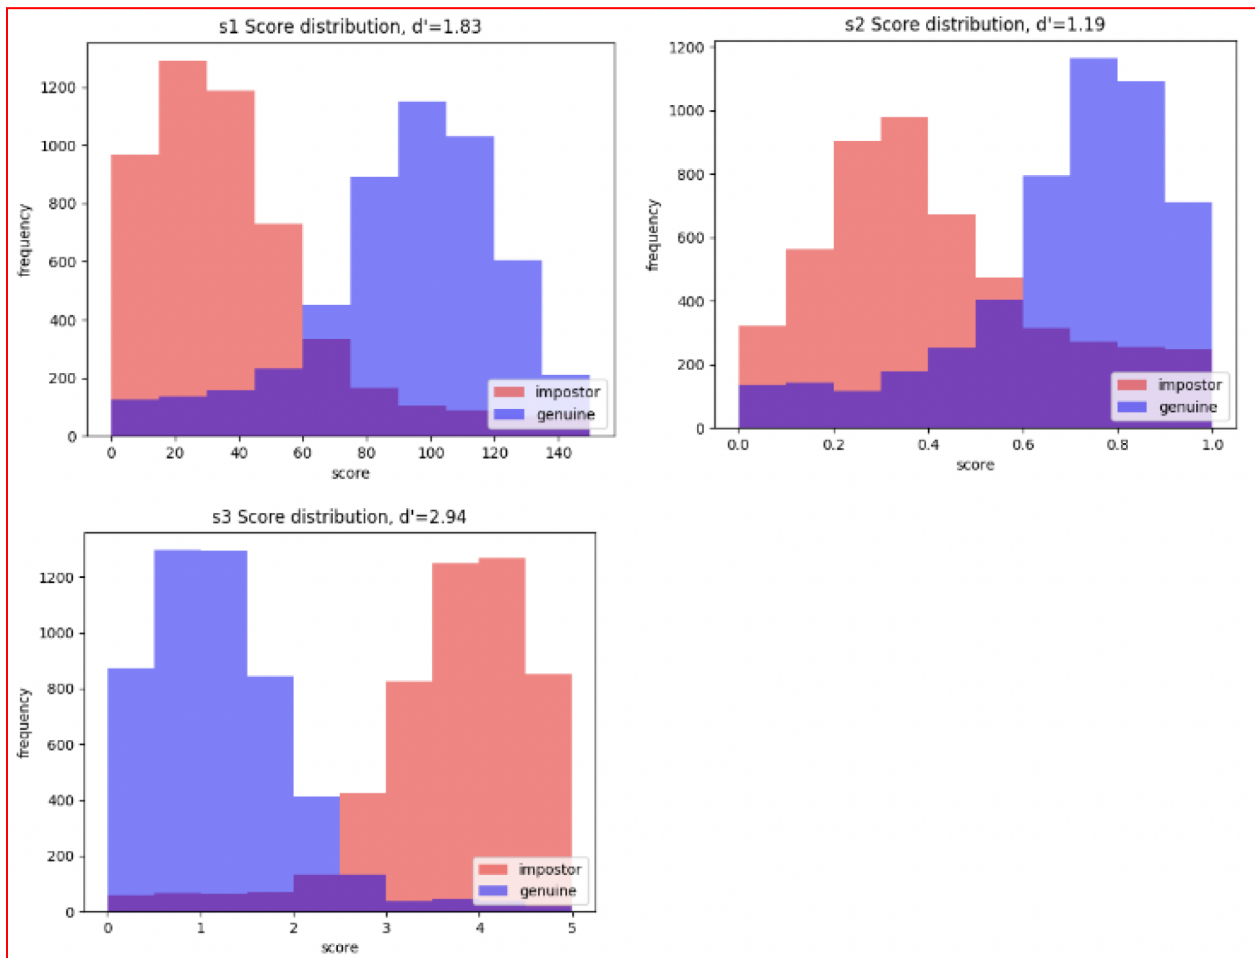 s1 Score distribution, d'=1.83
frequency
1200
1000
800
600
400
200
0
0 20 40 60 80 100 120 140
score
impostor
genuine
s2 Score distribution, d'=1.19
frequency
1200
1000
800
600
400
200
0
0.0 0.2 0.4 0.6 0.8 1.0
score
impostor
genuine
s3 Score distribution, d'=2.94
frequency
1200
1000
800
600
400
200
0
0 1 2 3 4 5
score
impostor
genuine